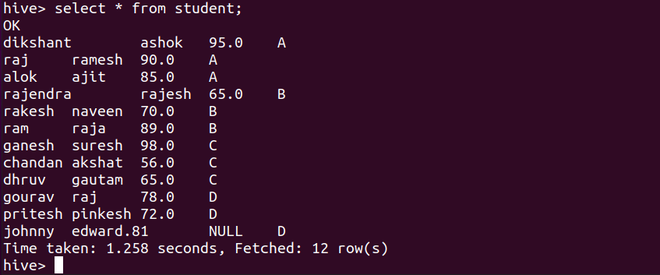 hive> select * from student;
OK
dikshant ashok 95.0 A
raj ramesh 90.0 A
alok ajit 85.0 A
rajendra rajesh 65.0 B
rakesh naveen 70.0 B
ram raja 89.0 B
ganesh suresh 98.0 C
chandan akshat 56.0 C
dhruv gautam 65.0 C
gourav raj 78.0 D
pritesh pinkesh 72.0 D
johnny edward.81 NULL D
Time taken: 1.258 seconds, Fetched: 12 row(s)
hive>